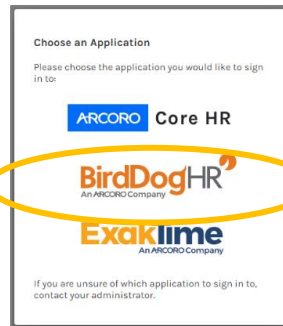 Choose an Application
Please choose the application you would like to sign
in to:
ARCORO Core HR
BirdDogHR
An ARCORO Company
Exaktime
An ARCORO Company
If you are unsure of which application to sign in to,
contact your administrator.